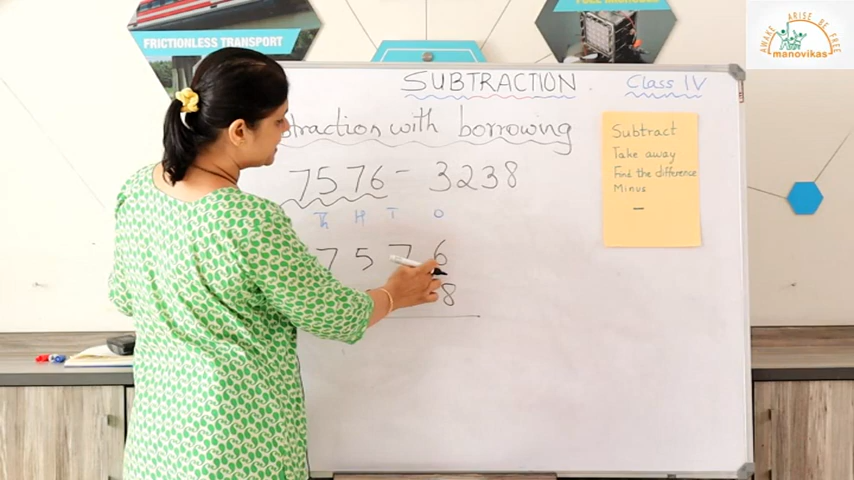 FRICTIONLESS TRANSPORT
AWAKE ARISE BE FREE
manovikas
SUBTRACTION
Class IV
traction with borrowing
7576 - 3238
Th H T O
7 5 7 6
8
Subtract
Take away
Find the difference
Minus
-